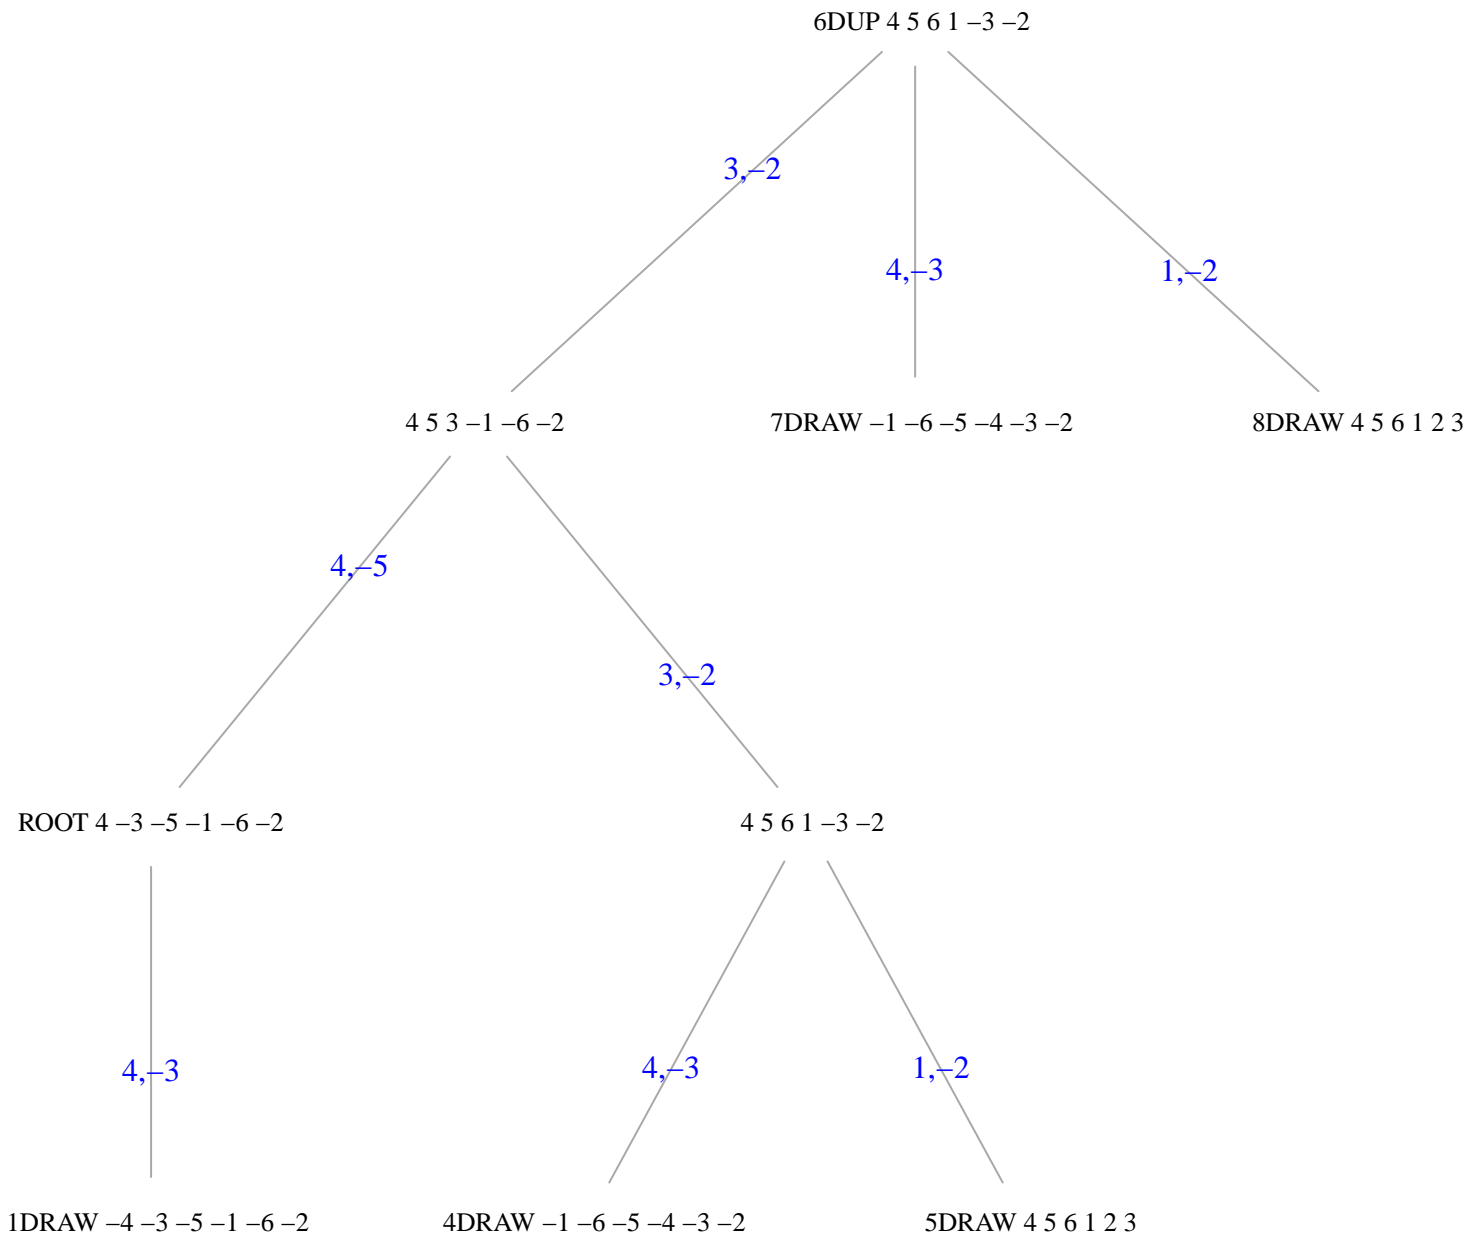 6DUP 4 5 6 1 –3 –2
3,–2
4,–3
1,–2
4 5 3 –1 –6 –2
7DRAW –1 –6 –5 –4 –3 –2
8DRAW 4 5 6 1 2 3
4,–5
3,–2
ROOT 4 –3 –5 –1 –6 –2
4 5 6 1 –3 –2
4,–3
4,–3
1,–2
1DRAW –4 –3 –5 –1 –6 –2
4DRAW –1 –6 –5 –4 –3 –2
5DRAW 4 5 6 1 2 3